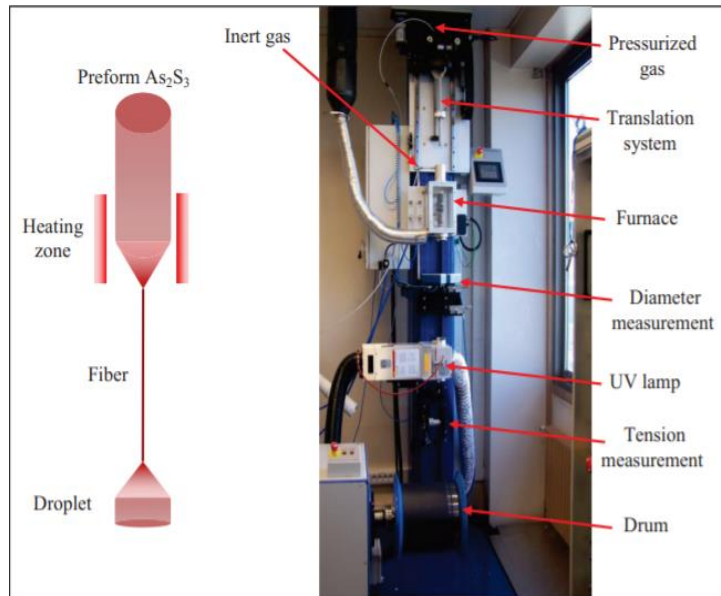 Preform As₂S₃
Heating
zone
Fiber
Droplet
Inert gas
Pressurized
gas
Translation
system
Furnace
Diameter
measurement
UV lamp
Tension
measurement
Drum